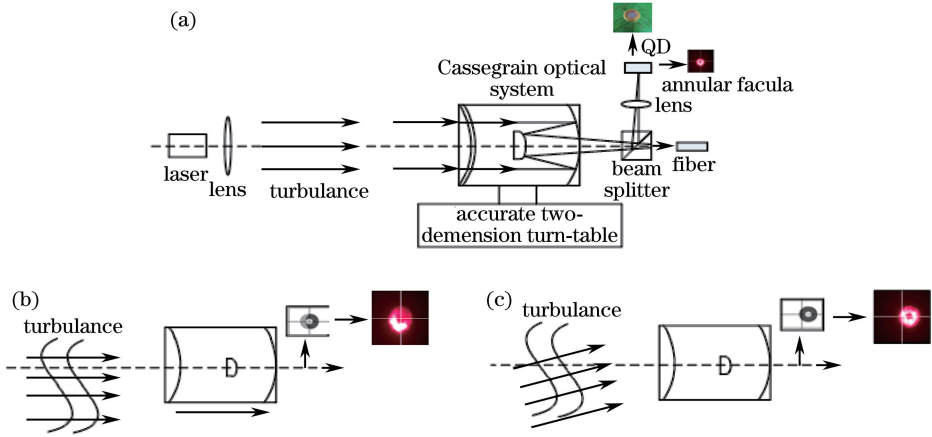 (a)
QD
Cassegrain optical
system
annular facula
lens
laser
lens
turbulance
beam
splitter
fiber
accurate two-
demension turn-table
(b)
turbulance
(c)
turbulance